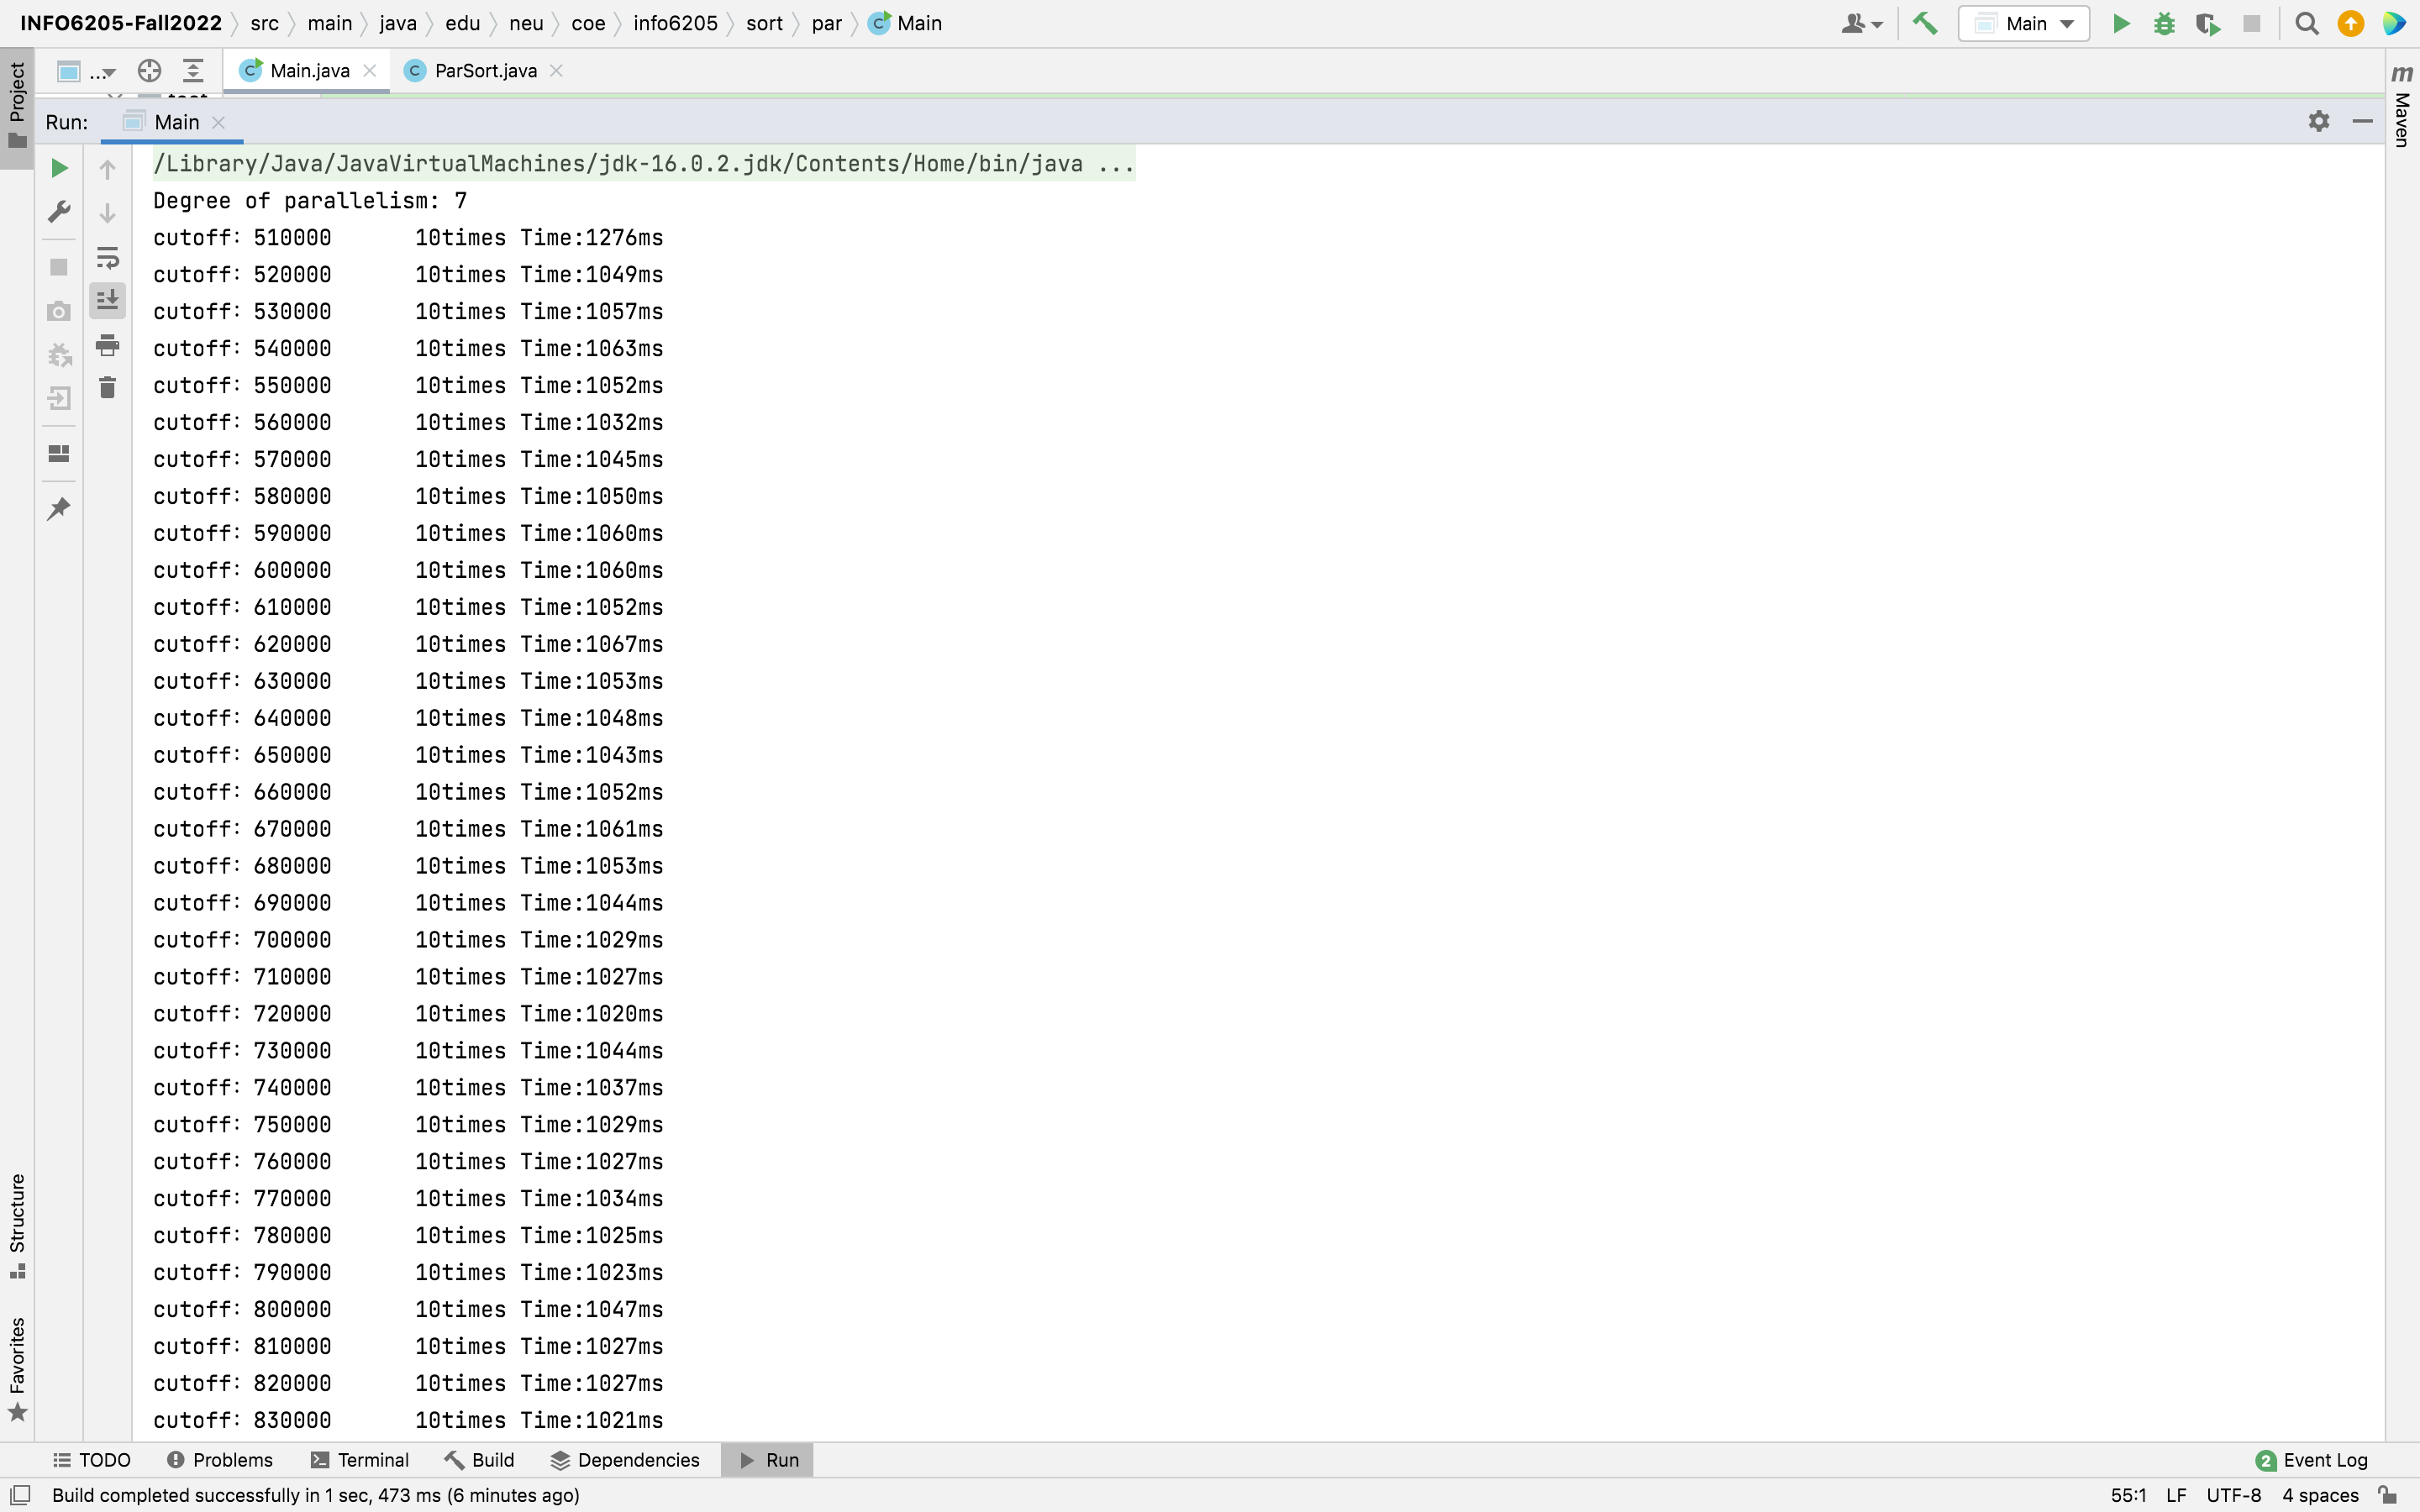 INFO6205-Fall2022 src main java edu neu coe info6205 sort par Main
Main
... Main.java ParSort.java
Project
Maven
Run: Main
/Library/Java/JavaVirtualMachines/jdk-16.0.2.jdk/Contents/Home/bin/java ...
Degree of parallelism: 7
cutoff: 510000 10times Time:1276ms
cutoff: 520000 10times Time:1049ms
cutoff: 530000 10times Time:1057ms
cutoff: 540000 10times Time:1063ms
cutoff: 550000 10times Time:1052ms
cutoff: 560000 10times Time:1032ms
cutoff: 570000 10times Time:1045ms
cutoff: 580000 10times Time:1050ms
cutoff: 590000 10times Time:1060ms
cutoff: 600000 10times Time:1060ms
cutoff: 610000 10times Time:1052ms
cutoff: 620000 10times Time:1067ms
cutoff: 630000 10times Time:1053ms
cutoff: 640000 10times Time:1048ms
cutoff: 650000 10times Time:1043ms
cutoff: 660000 10times Time:1052ms
cutoff: 670000 10times Time:1061ms
cutoff: 680000 10times Time:1053ms
cutoff: 690000 10times Time:1044ms
cutoff: 700000 10times Time:1029ms
cutoff: 710000 10times Time:1027ms
cutoff: 720000 10times Time:1020ms
cutoff: 730000 10times Time:1044ms
cutoff: 740000 10times Time:1037ms
cutoff: 750000 10times Time:1029ms
cutoff: 760000 10times Time:1027ms
cutoff: 770000 10times Time:1034ms
cutoff: 780000 10times Time:1025ms
cutoff: 790000 10times Time:1023ms
cutoff: 800000 10times Time:1047ms
cutoff: 810000 10times Time:1027ms
cutoff: 820000 10times Time:1027ms
cutoff: 830000 10times Time:1021ms
Structure
Favorites
TODO Problems Terminal Build Dependencies Run 2 Event Log
Build completed successfully in 1 sec, 473 ms (6 minutes ago) 55:1 LF UTF-8 4 spaces